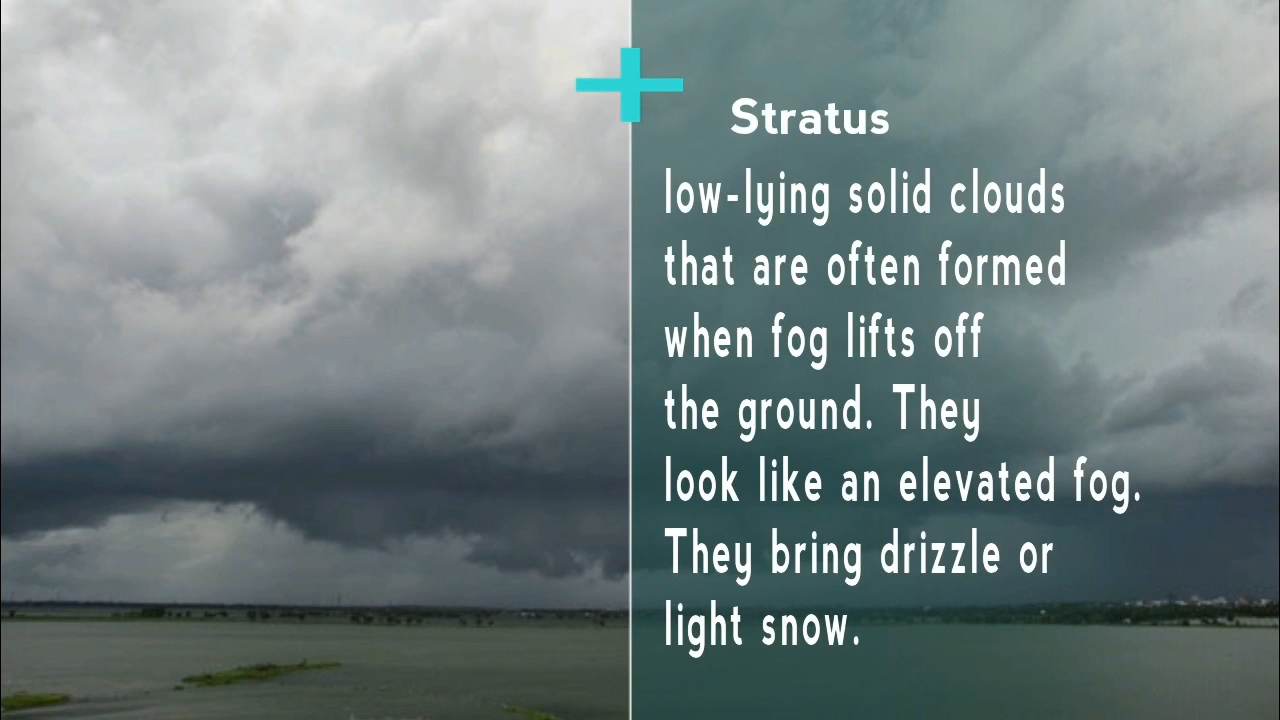 Stratus
low-lying solid clouds
that are often formed
when fog lifts off
the ground. They
look like an elevated fog.
They bring drizzle or
light snow.